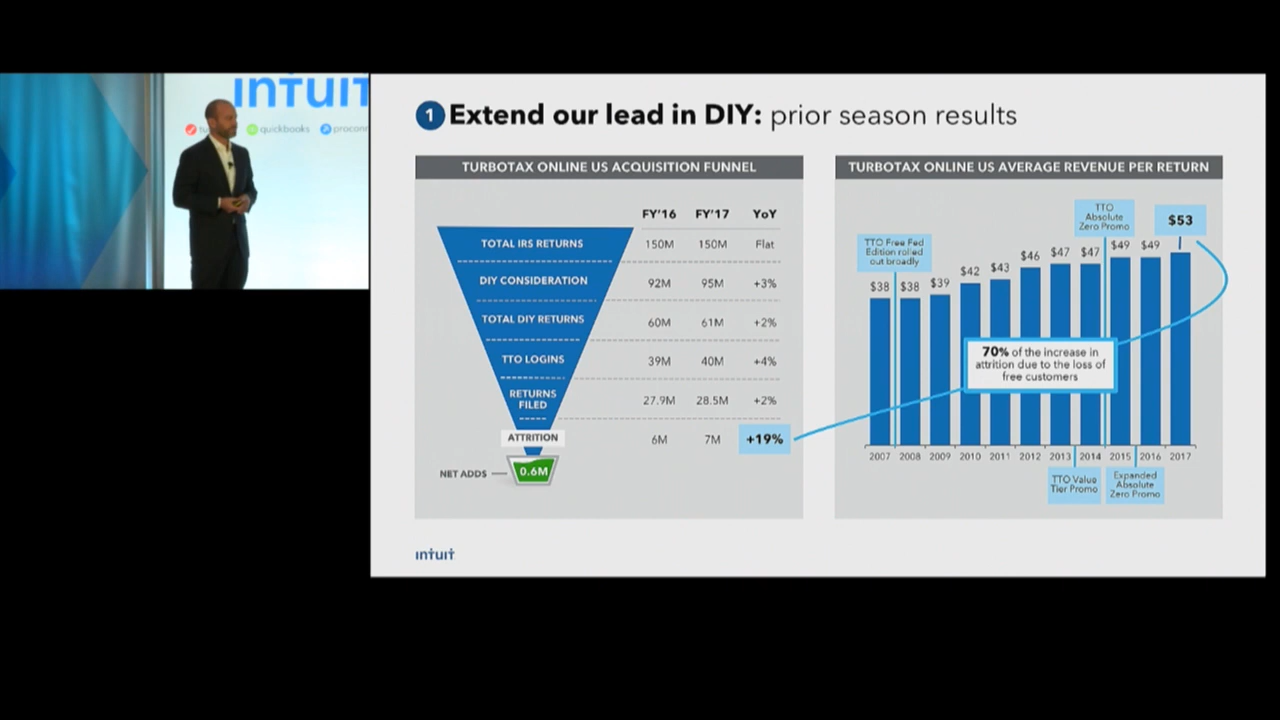 intuit
quickbooks
1 Extend our lead in DIY: prior season results
TURBOTAX ONLINE US ACQUISITION FUNNEL
FY'16 FY'17 YoY
TOTAL IRS RETURNS 150M 150M Flat
DIY CONSIDERATION 92M 95M +3%
TOTAL DIY RETURNS 60M 61M +2%
TTO LOGINS 39M 40M +4%
RETURNS
FILED 27.9M 28.5M +2%
ATTRITION 6M 7M +19%
NET ADDS 0.6M
TURBOTAX ONLINE US AVERAGE REVENUE PER RETURN
TTO Free Fed
Edition rolled
out broadly
TTO
Absolute
Zero Promo
$53
$38 $38 $39 $42 $43 $46 $47 $47 $49 $49
70% of the increase in
attrition due to the loss of
free customers
2007 2008 2009 2010 2011 2012 2013 2014 2015 2016 2017
TTO Value
Tier Promo
Expanded
Absolute
Zero Promo
intuit